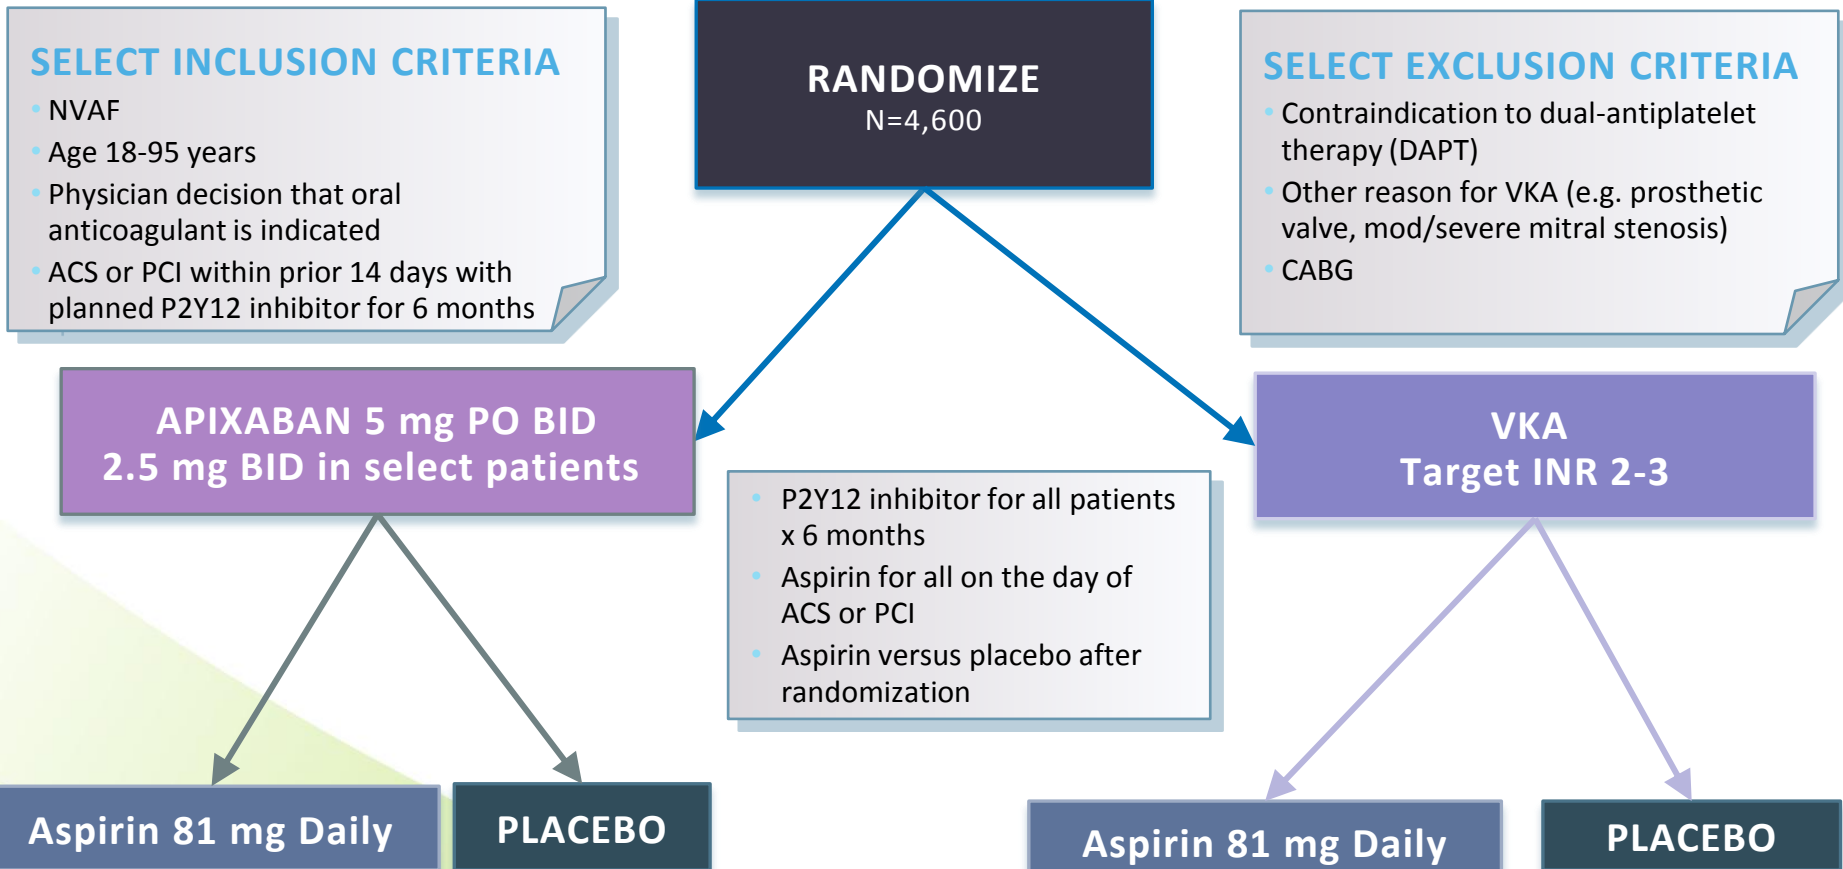 SELECT INCLUSION CRITERIA
• NVAF
• Age 18-95 years
• Physician decision that oral
anticoagulant is indicated
• ACS or PCI within prior 14 days with
planned P2Y12 inhibitor for 6 months
RANDOMIZE
N=4,600
SELECT EXCLUSION CRITERIA
• Contraindication to dual-antiplatelet
therapy (DAPT)
• Other reason for VKA (e.g. prosthetic
valve, mod/severe mitral stenosis)
• CABG
APIXABAN 5 mg PO BID
2.5 mg BID in select patients
• P2Y12 inhibitor for all patients
x 6 months
• Aspirin for all on the day of
ACS or PCI
• Aspirin versus placebo after
randomization
VKA
Target INR 2-3
Aspirin 81 mg Daily
PLACEBO
Aspirin 81 mg Daily
PLACEBO